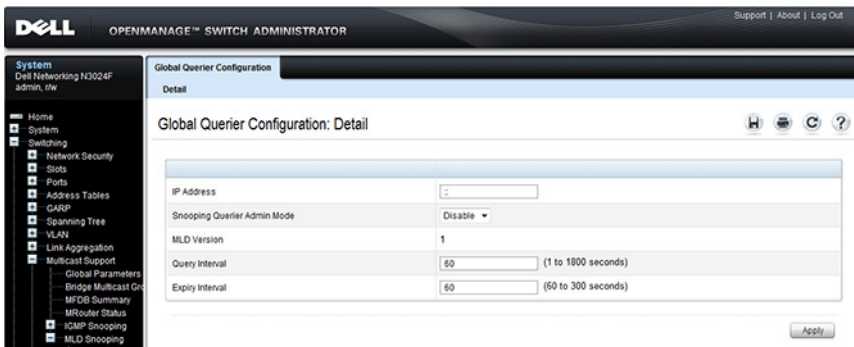 Support | About | Log Out
DELL OPENMANAGE™ SWITCH ADMINISTRATOR
System
Dell Networking N3024F
admin, r/w
Home
System
Switching
Network Security
Slots
Ports
Address Tables
GARP
Spanning Tree
VLAN
Link Aggregation
Multicast Support
Global Parameters
Bridge Multicast Gro
MFDB Summary
MRouter Status
IGMP Snooping
MLD Snooping
Global Querier Configuration
Detail
Global Querier Configuration: Detail
IP Address ::
Snooping Querier Admin Mode Disable
MLD Version 1
Query Interval 60 (1 to 1800 seconds)
Expiry Interval 60 (60 to 300 seconds)
Apply